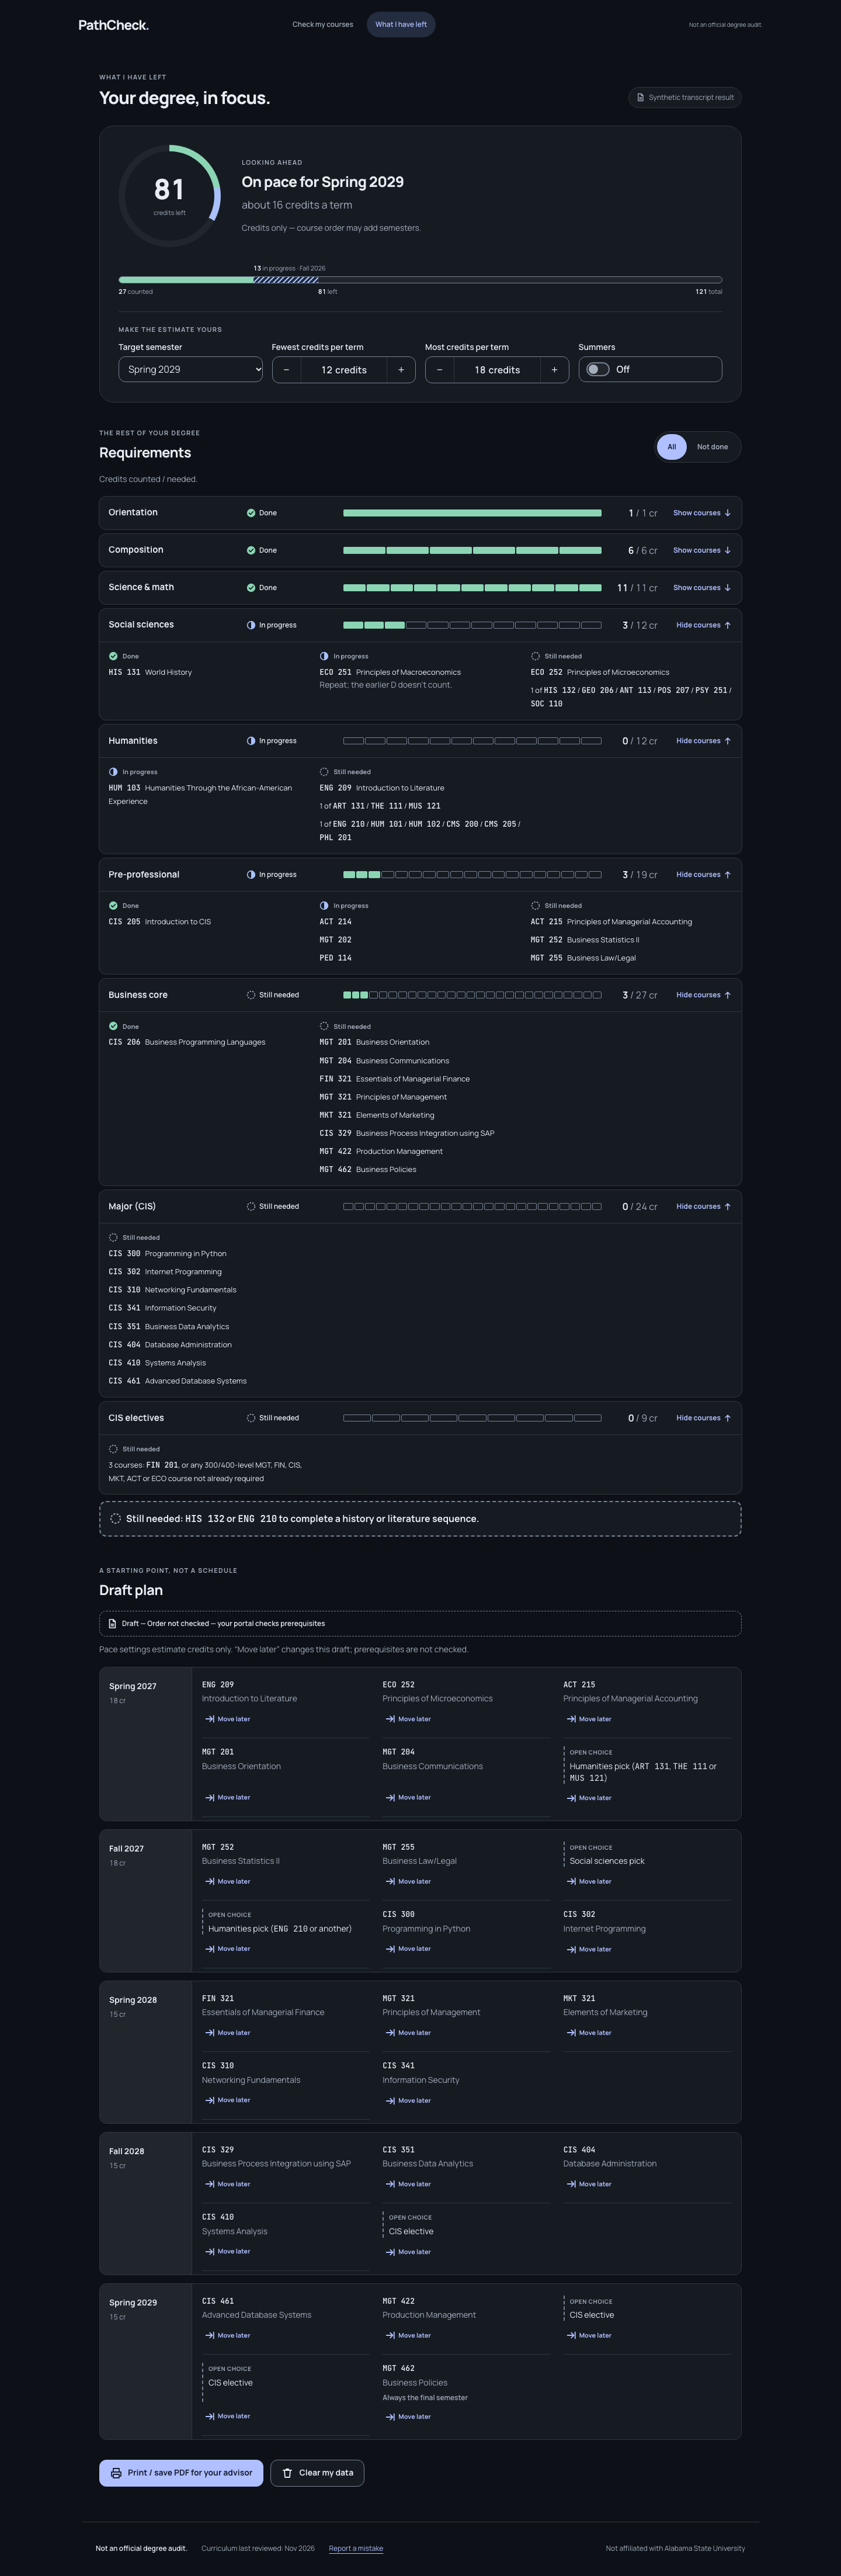 PathCheck.
Check my courses
What I have left
Not an official degree audit.
WHAT I HAVE LEFT
Your degree, in focus.
Synthetic transcript result
81
credits left
LOOKING AHEAD
On pace for Spring 2029
about 16 credits a term
Credits only — course order may add semesters.
13 in progress · Fall 2026
27 counted
81 left
121 total
MAKE THE ESTIMATE YOURS
Target semester
Spring 2029
Fewest credits per term
− 12 credits +
Most credits per term
− 18 credits +
Summers
Off
THE REST OF YOUR DEGREE
Requirements
All
Not done
Credits counted / needed.
Orientation Done 1 / 1 cr Show courses
Composition Done 6 / 6 cr Show courses
Science & math Done 11 / 11 cr Show courses
Social sciences In progress 3 / 12 cr Hide courses
Done
HIS 131 World History
In progress
ECO 251 Principles of Macroeconomics
Repeat; the earlier D doesn't count.
Still needed
ECO 252 Principles of Microeconomics
1 of HIS 132 / GEO 206 / ANT 113 / POS 207 / PSY 251 /
SOC 110
Humanities In progress 0 / 12 cr Hide courses
In progress
HUM 103 Humanities Through the African-American
Experience
Still needed
ENG 209 Introduction to Literature
1 of ART 131 / THE 111 / MUS 121
1 of ENG 210 / HUM 101 / HUM 102 / CMS 200 / CMS 205 /
PHL 201
Pre-professional In progress 3 / 19 cr Hide courses
Done
CIS 205 Introduction to CIS
In progress
ACT 214
MGT 202
PED 114
Still needed
ACT 215 Principles of Managerial Accounting
MGT 252 Business Statistics II
MGT 255 Business Law/Legal
Business core Still needed 3 / 27 cr Hide courses
Done
CIS 206 Business Programming Languages
Still needed
MGT 201 Business Orientation
MGT 204 Business Communications
FIN 321 Essentials of Managerial Finance
MGT 321 Principles of Management
MKT 321 Elements of Marketing
CIS 329 Business Process Integration using SAP
MGT 422 Production Management
MGT 462 Business Policies
Major (CIS) Still needed 0 / 24 cr Hide courses
Still needed
CIS 300 Programming in Python
CIS 302 Internet Programming
CIS 310 Networking Fundamentals
CIS 341 Information Security
CIS 351 Business Data Analytics
CIS 404 Database Administration
CIS 410 Systems Analysis
CIS 461 Advanced Database Systems
CIS electives Still needed 0 / 9 cr Hide courses
Still needed
3 courses: FIN 201, or any 300/400-level MGT, FIN, CIS,
MKT, ACT or ECO course not already required
Still needed: HIS 132 or ENG 210 to complete a history or literature sequence.
A STARTING POINT, NOT A SCHEDULE
Draft plan
Draft — Order not checked — your portal checks prerequisites
Pace settings estimate credits only. "Move later" changes this draft; prerequisites are not checked.
Spring 2027
18 cr
ENG 209
Introduction to Literature
Move later
ECO 252
Principles of Microeconomics
Move later
ACT 215
Principles of Managerial Accounting
Move later
MGT 201
Business Orientation
Move later
MGT 204
Business Communications
Move later
OPEN CHOICE
Humanities pick (ART 131, THE 111 or
MUS 121)
Move later
Fall 2027
18 cr
MGT 252
Business Statistics II
Move later
MGT 255
Business Law/Legal
Move later
OPEN CHOICE
Social sciences pick
Move later
OPEN CHOICE
Humanities pick (ENG 210 or another)
Move later
CIS 300
Programming in Python
Move later
CIS 302
Internet Programming
Move later
Spring 2028
15 cr
FIN 321
Essentials of Managerial Finance
Move later
MGT 321
Principles of Management
Move later
MKT 321
Elements of Marketing
Move later
CIS 310
Networking Fundamentals
Move later
CIS 341
Information Security
Move later
Fall 2028
15 cr
CIS 329
Business Process Integration using SAP
Move later
CIS 351
Business Data Analytics
Move later
CIS 404
Database Administration
Move later
CIS 410
Systems Analysis
Move later
OPEN CHOICE
CIS elective
Move later
Spring 2029
15 cr
CIS 461
Advanced Database Systems
Move later
MGT 422
Production Management
Move later
OPEN CHOICE
CIS elective
Move later
OPEN CHOICE
CIS elective
Move later
MGT 462
Business Policies
Always the final semester
Move later
Print / save PDF for your advisor
Clear my data
Not an official degree audit.
Curriculum last reviewed: Nov 2026
Report a mistake
Not affiliated with Alabama State University